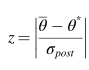 z = |(θ̅ − θ*) / σ_post|